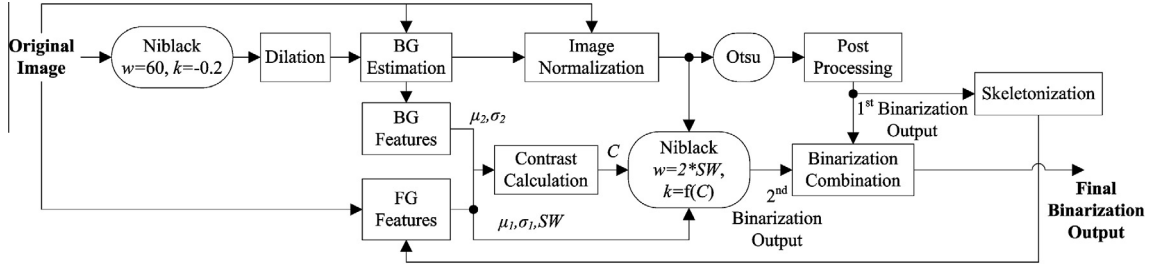 Original
Image
Niblack
w=60, k=-0.2
Dilation
BG
Estimation
Image
Normalization
Otsu
Post
Processing
Skeletonization
1st Binarization
Output
BG
Features
μ2,σ2
Contrast
Calculation
C
Niblack
w=2*SW,
k=f(C)
2nd
Binarization
Output
Binarization
Combination
FG
Features
μ1,σ1,SW
Final
Binarization
Output